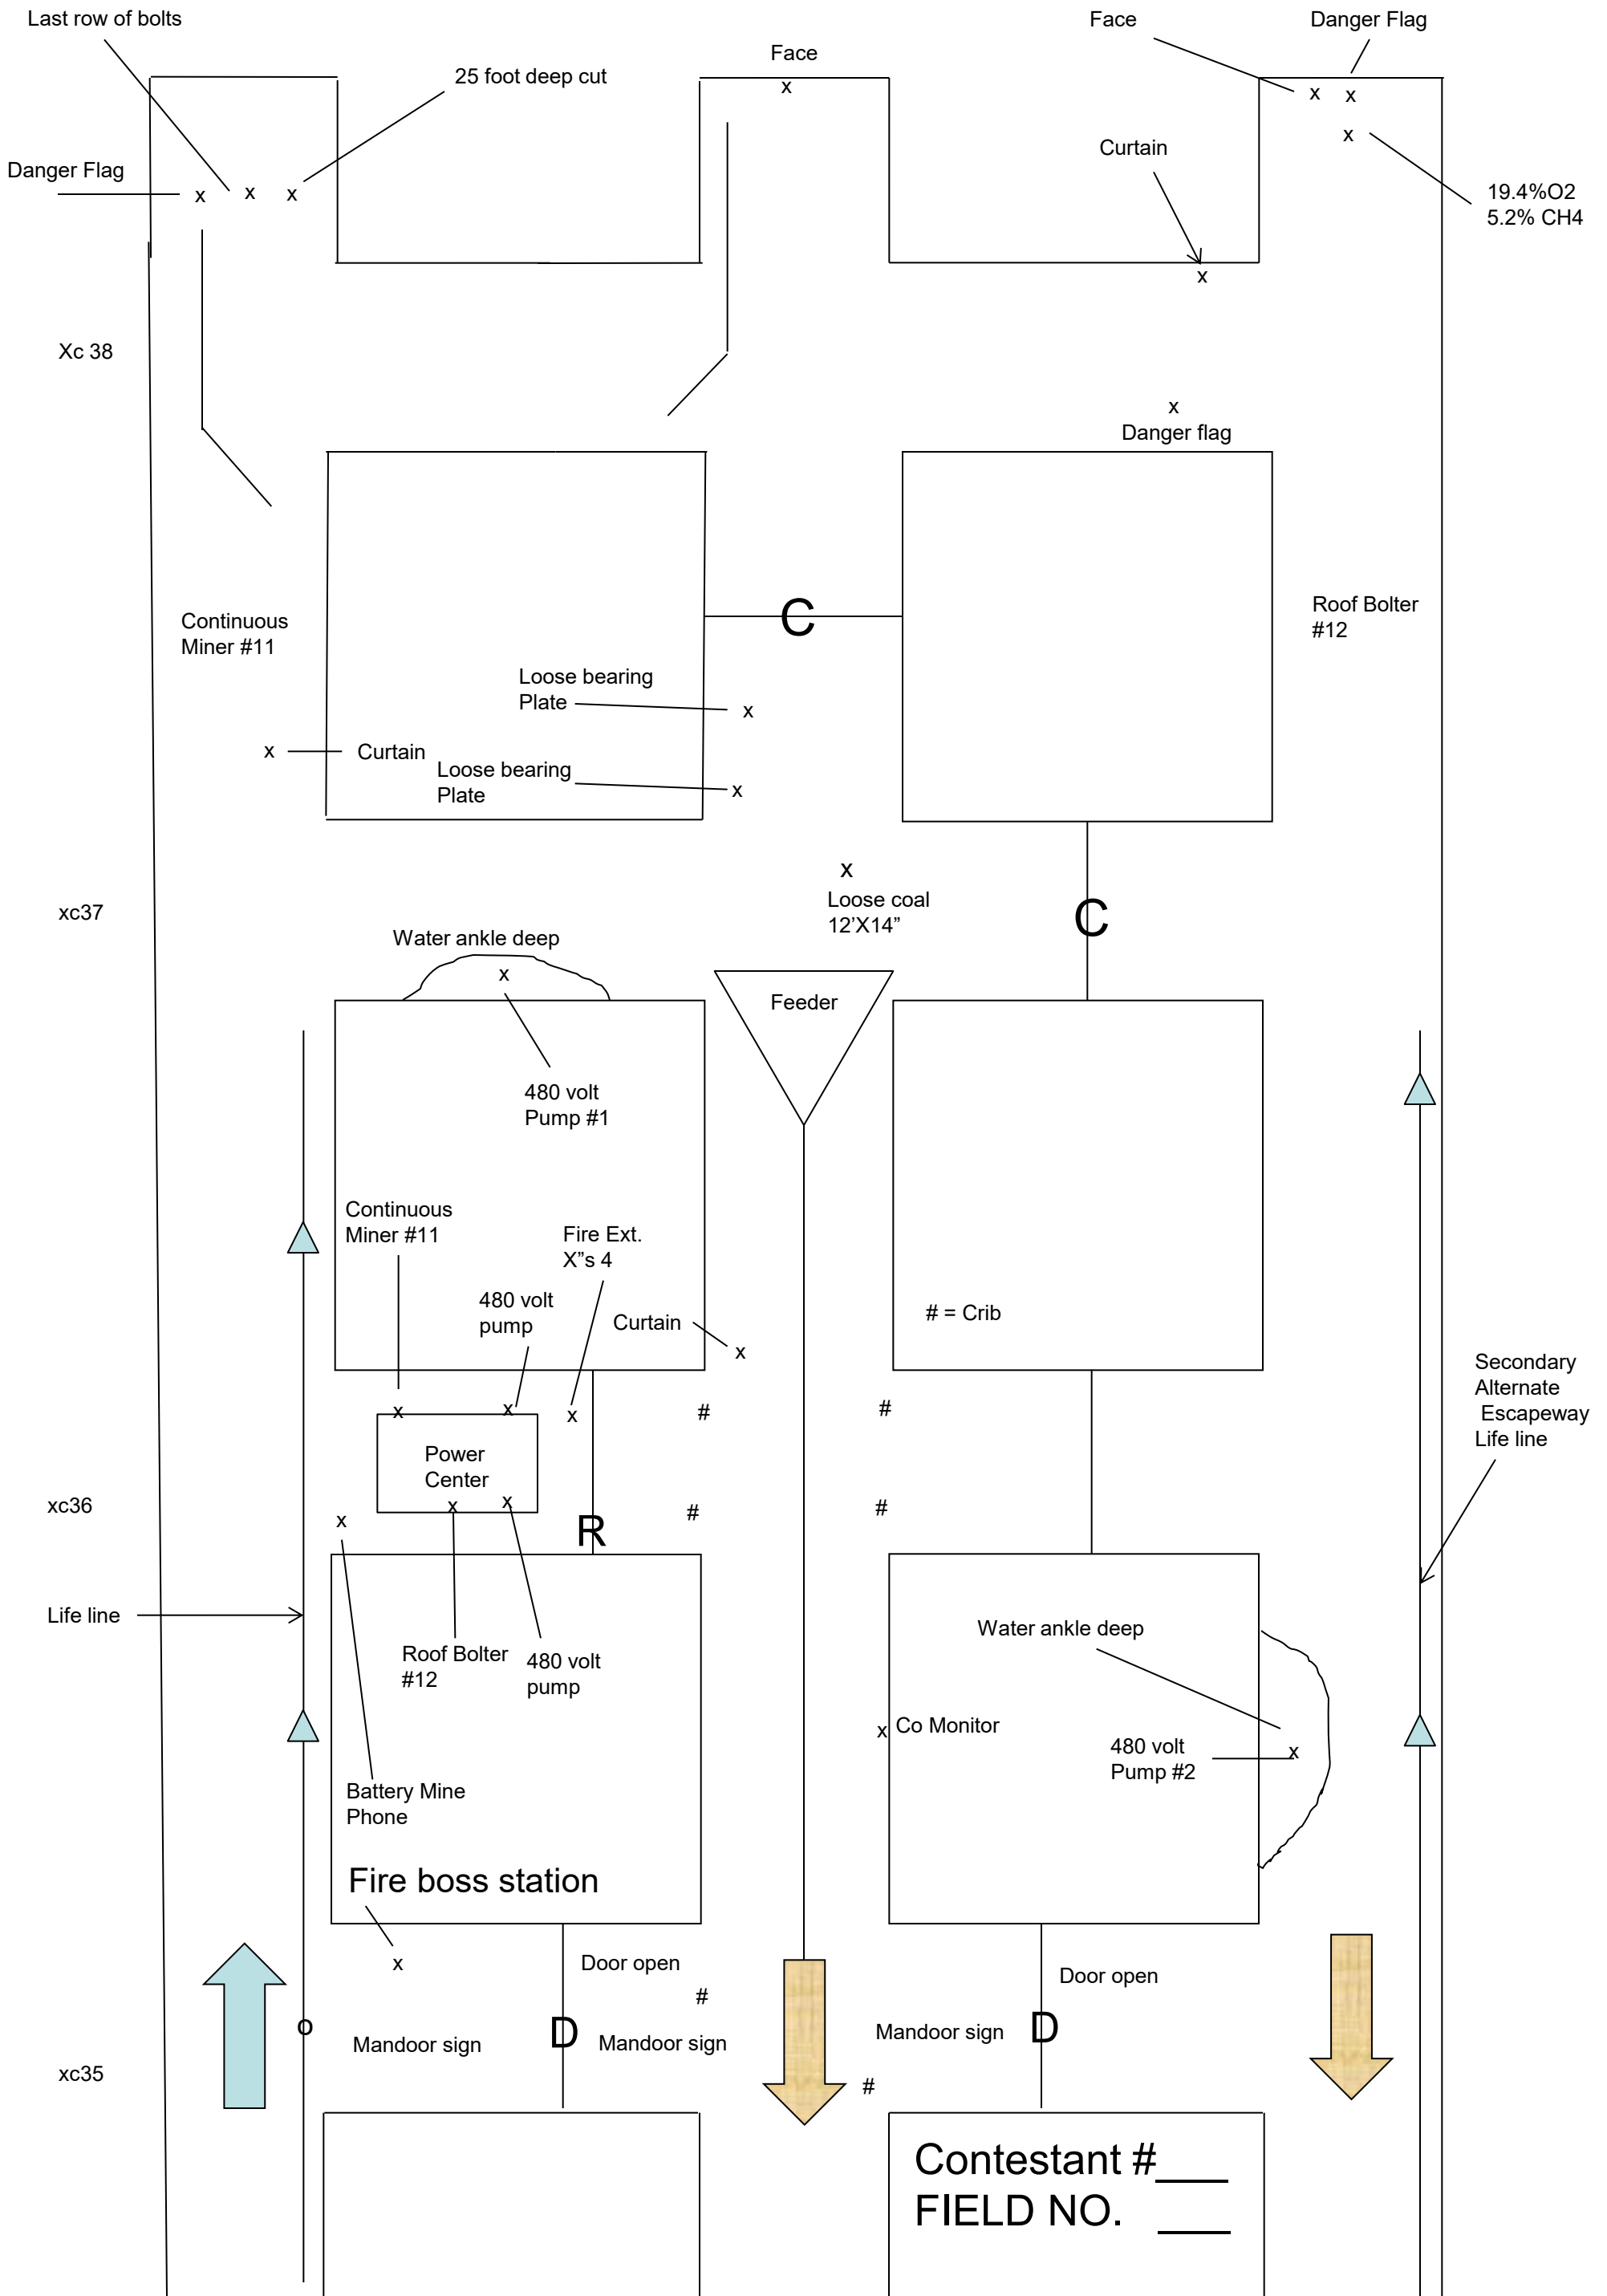 Last row of bolts
Face
Danger Flag
Face
25 foot deep cut
x
x
x
Curtain
x
Danger Flag
x
x
x
19.4%O2
5.2% CH4
x
Xc 38
x
Danger flag
C
Roof Bolter
#12
Continuous
Miner #11
Loose bearing
Plate
x
x
Curtain
Loose bearing
Plate
x
x
Loose coal
12'X14”
xc37
C
Water ankle deep
x
Feeder
480 volt
Pump #1
Continuous
Miner #11
Fire Ext.
X”s 4
480 volt
pump
Curtain
x
# = Crib
Secondary
Alternate
Escapeway
Life line
x
x
x
#
#
Power
Center
xc36
x
x
x
R
#
#
Life line
Roof Bolter
#12
480 volt
pump
Water ankle deep
x
Co Monitor
480 volt
Pump #2
x
Battery Mine
Phone
Fire boss station
x
Door open
Door open
#
o
Mandoor sign
D
Mandoor sign
Mandoor sign
D
xc35
#
Contestant #___
FIELD NO. ___